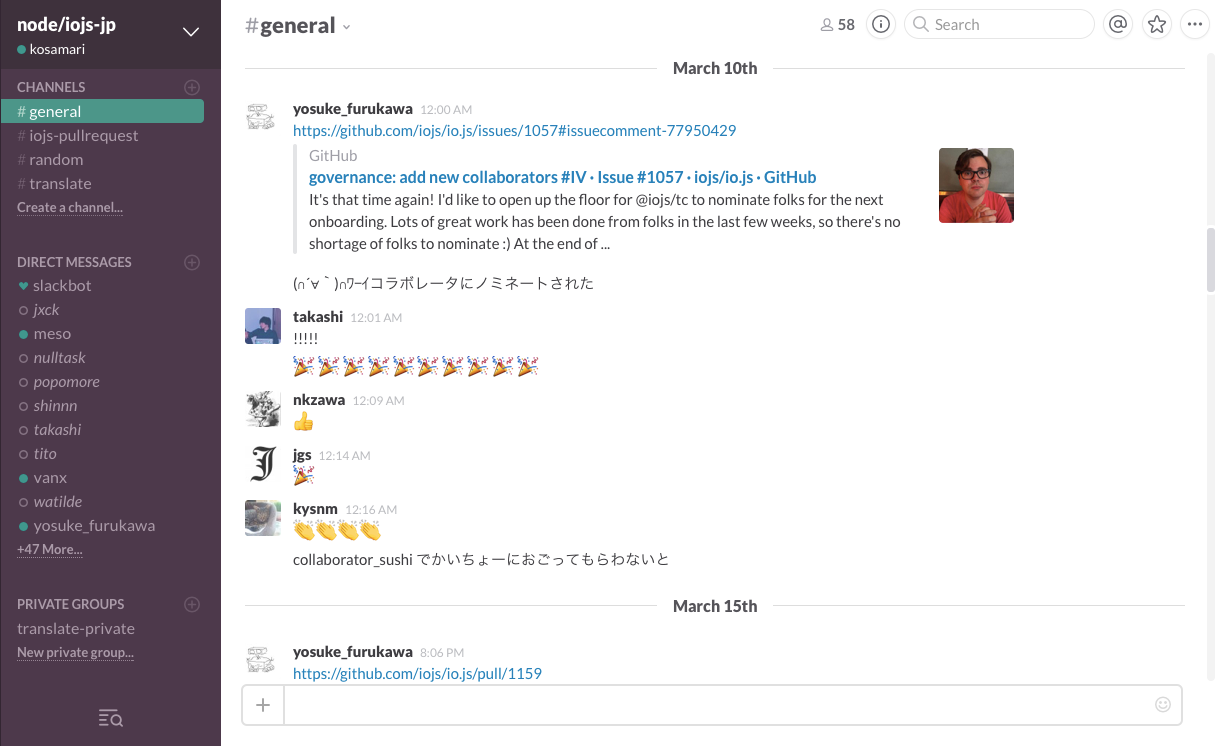 node/iojs-jp
kosamari
CHANNELS
# general
# iojs-pullrequest
# random
# translate
Create a channel...
DIRECT MESSAGES
slackbot
jxck
meso
nulltask
popomore
shinnn
takashi
tito
vanx
watilde
yosuke_furukawa
+47 More...
PRIVATE GROUPS
translate-private
New private group...
#general
58
Search
March 10th
yosuke_furukawa 12:00 AM
https://github.com/iojs/io.js/issues/1057#issuecomment-77950429
GitHub
governance: add new collaborators #IV · Issue #1057 · iojs/io.js · GitHub
It's that time again! I'd like to open up the floor for @iojs/tc to nominate folks for the next
onboarding. Lots of great work has been done from folks in the last few weeks, so there's no
shortage of folks to nominate :) At the end of ...
(∩´∀｀)∩ﾜｰｲコラボレータにノミネートされた
takashi 12:01 AM
!!!!!
🎉🎉🎉🎉🎉🎉🎉🎉🎉🎉
nkzawa 12:09 AM
👍
jgs 12:14 AM
🎉
kysnm 12:16 AM
👏👏👏👏
collaborator_sushi でかいちょーにおごってもらわないと
March 15th
yosuke_furukawa 8:06 PM
https://github.com/iojs/io.js/pull/1159